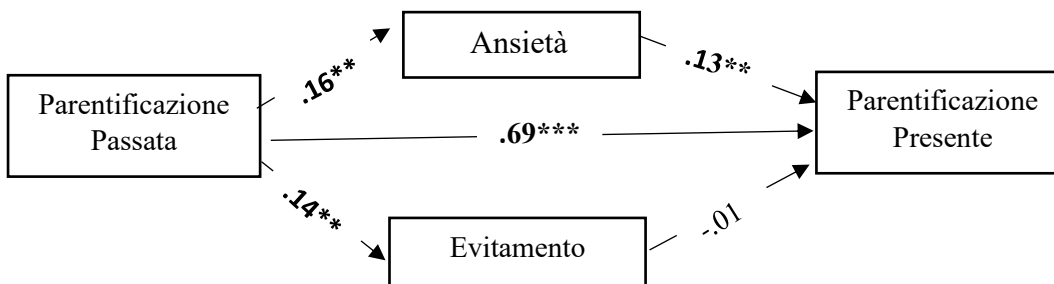 Ansietà
.16**
.13**
Parentificazione
Passata
.69***
Parentificazione
Presente
.14**
-.01
Evitamento